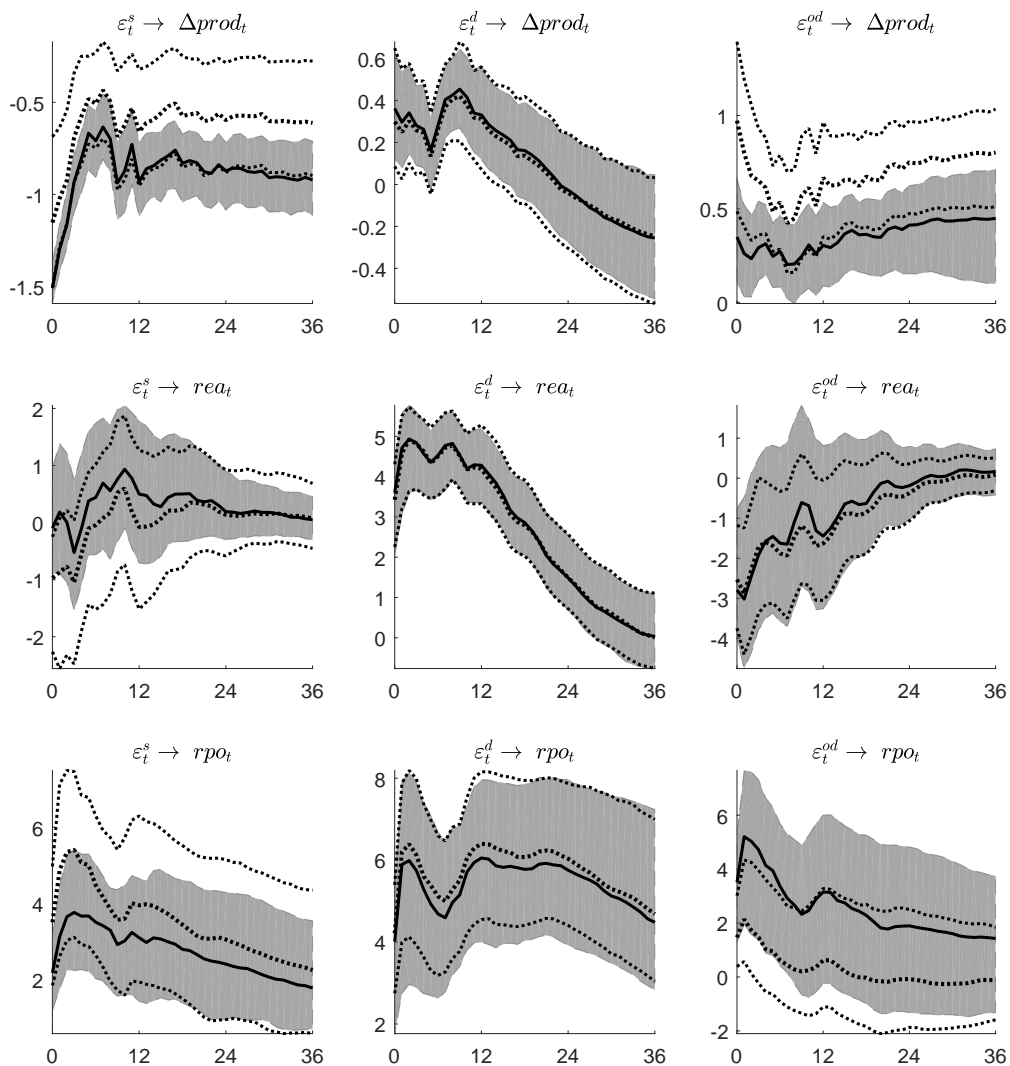 ε_t^s → Δprod_t
ε_t^d → Δprod_t
ε_t^od → Δprod_t
-0.5
-1
-1.5
0 12 24 36
0.6
0.4
0.2
0
-0.2
-0.4
0 12 24 36
1
0.5
0
0 12 24 36
ε_t^s → rea_t
ε_t^d → rea_t
ε_t^od → rea_t
2
1
0
-1
-2
0 12 24 36
5
4
3
2
1
0
0 12 24 36
1
0
-1
-2
-3
-4
0 12 24 36
ε_t^s → rpo_t
ε_t^d → rpo_t
ε_t^od → rpo_t
6
4
2
0 12 24 36
8
6
4
2
0 12 24 36
6
4
2
0
-2
0 12 24 36